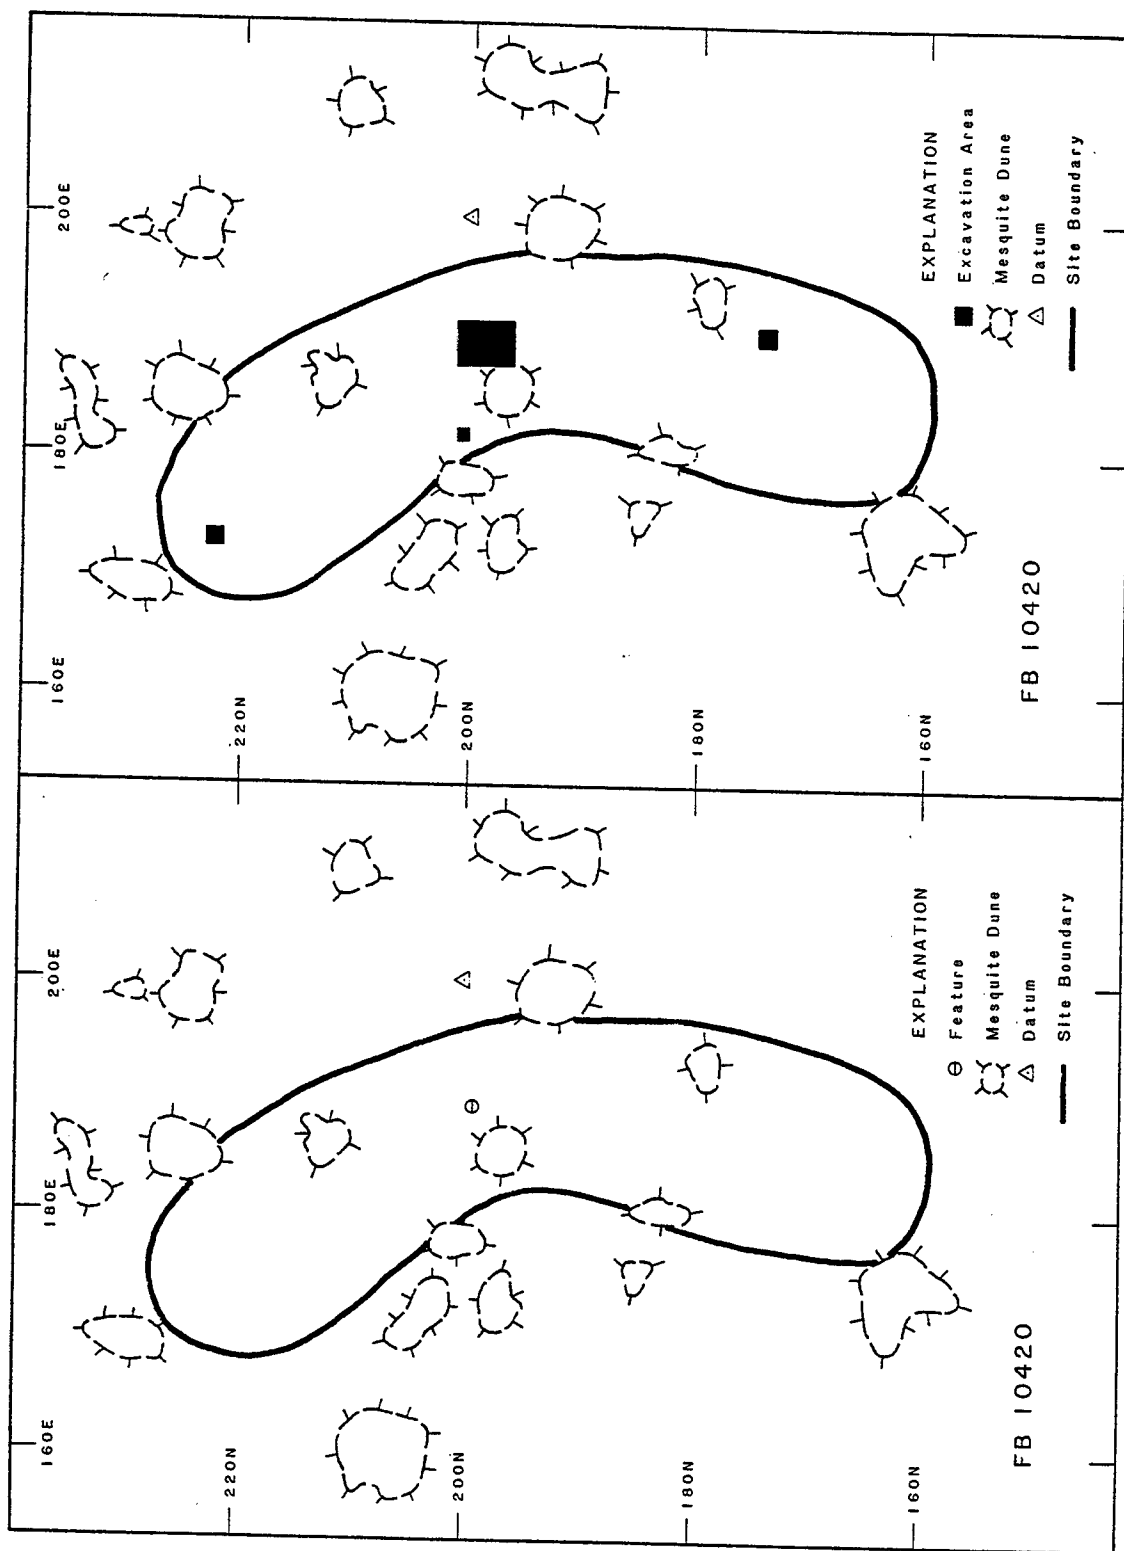 160E
180E
200E
220N
200N
180N
160N
EXPLANATION
Feature
Mesquite Dune
Datum
Site Boundary
FB 10420
160E
180E
200E
220N
200N
180N
160N
EXPLANATION
Excavation Area
Mesquite Dune
Datum
Site Boundary
FB 10420